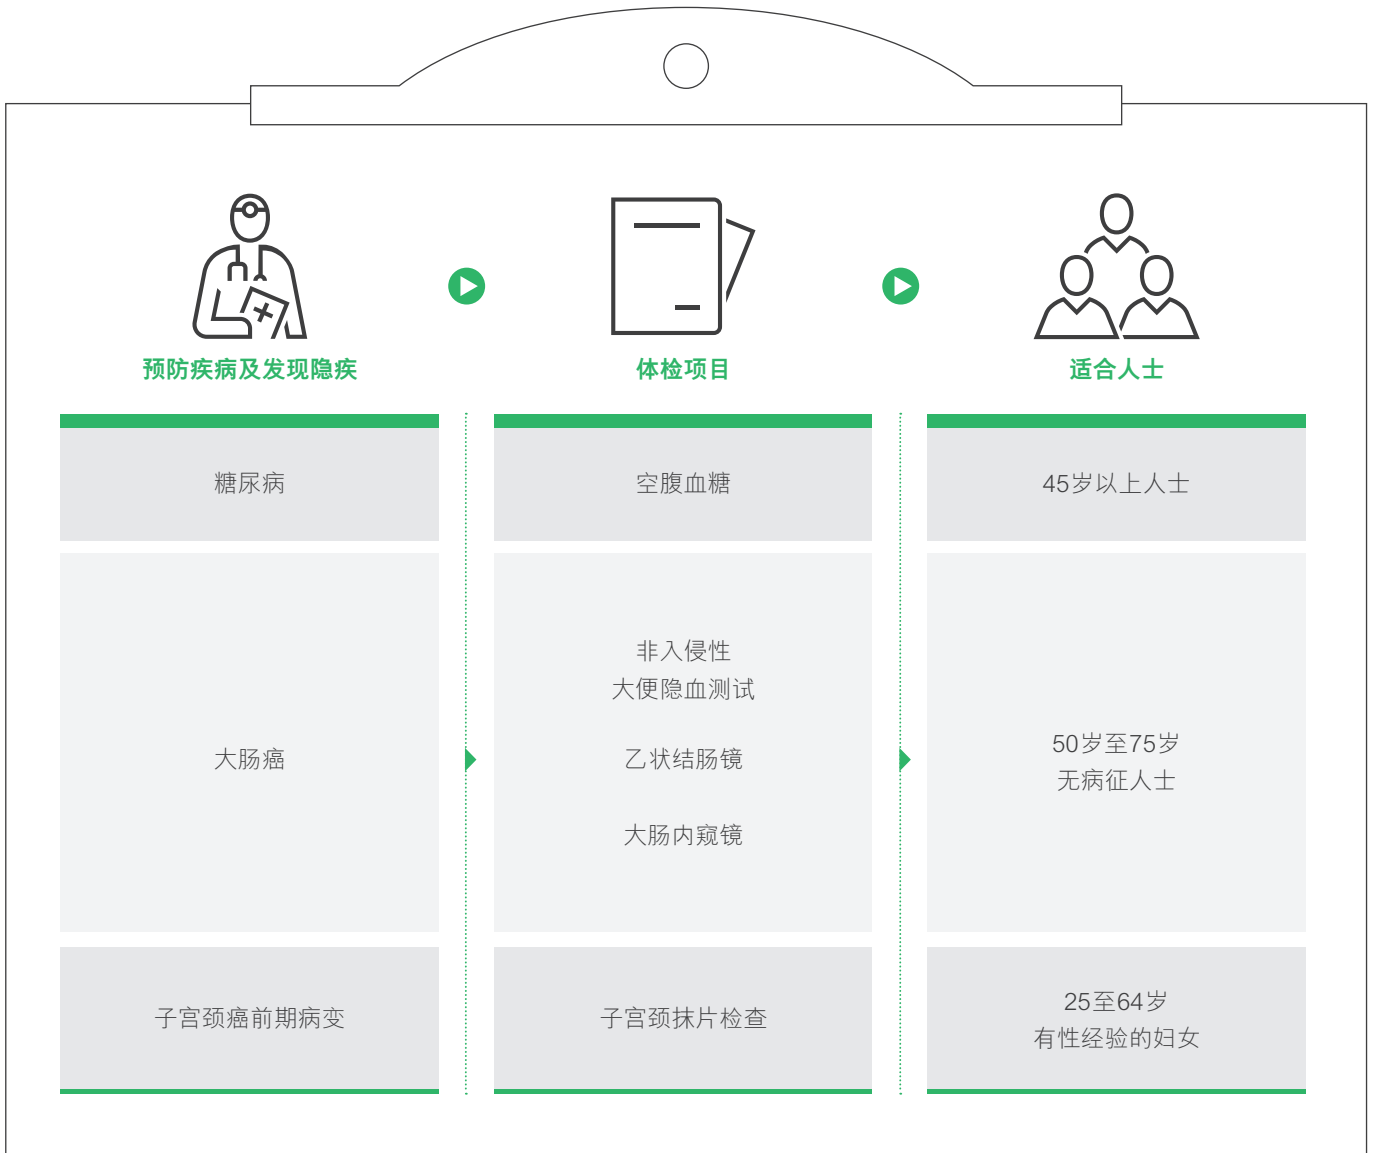 预防疾病及发现隐疾
体检项目
适合人士
糖尿病
空腹血糖
45岁以上人士
大肠癌
非入侵性
大便隐血测试
乙状结肠镜
大肠内窥镜
50岁至75岁
无病征人士
子宫颈癌前期病变
子宫颈抹片检查
25至64岁
有性经验的妇女